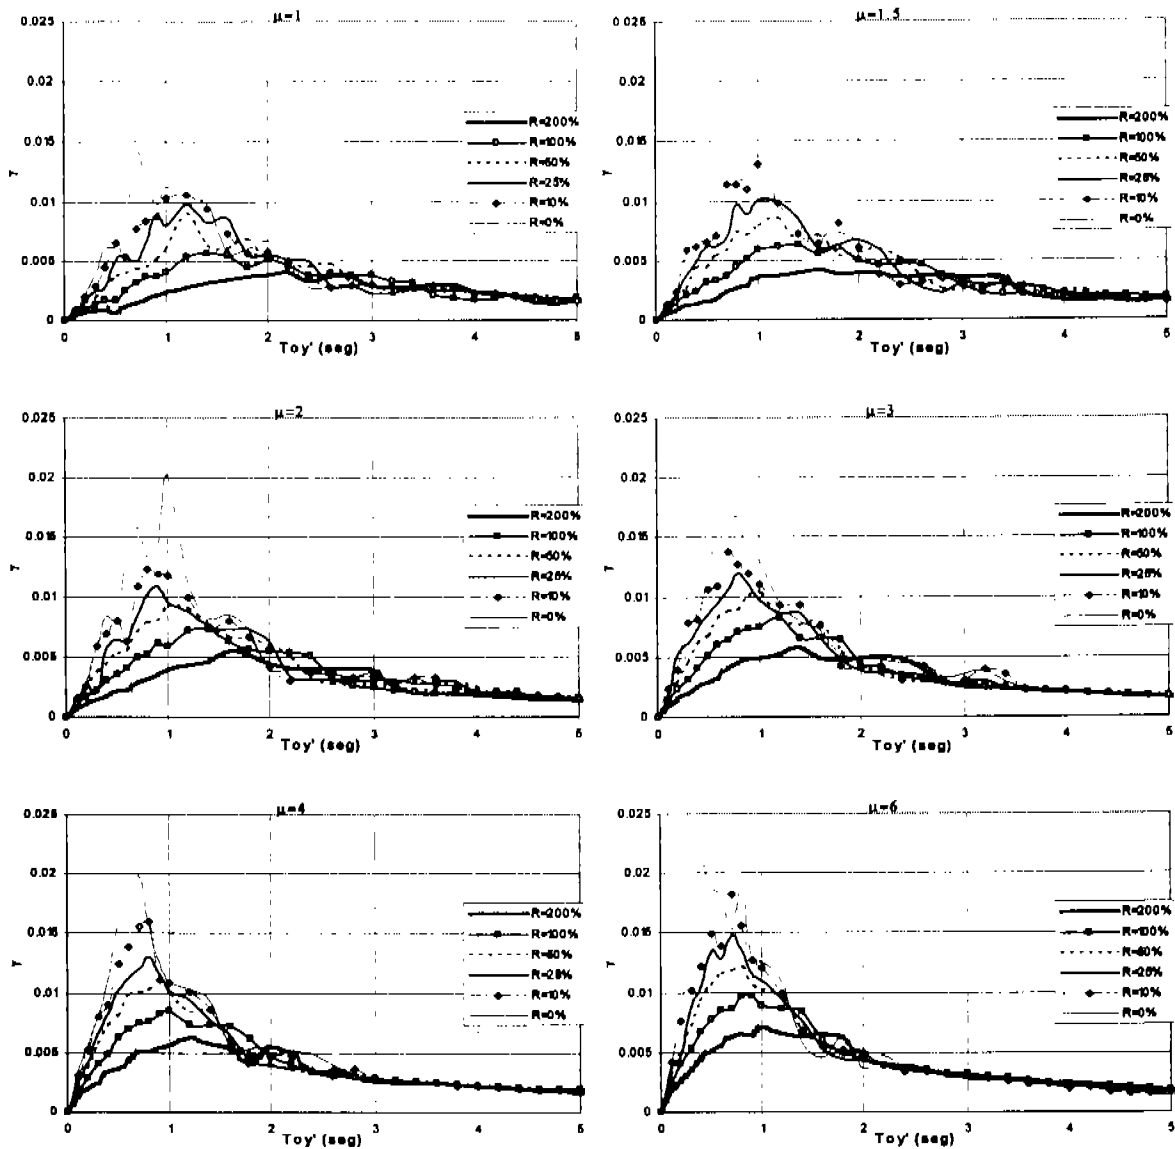 μ=1
0.025
0.02
0.015
0.01
0.005
0
γ
R=200%
R=100%
R=50%
R=25%
R=10%
R=0%
0 1 2 3 4 5
Toy' (seg)
μ=1.5
0.025
0.02
0.015
0.01
0.005
0
γ
R=200%
R=100%
R=50%
R=25%
R=10%
R=0%
0 1 2 3 4 5
Toy' (seg)
μ=2
0.025
0.02
0.015
0.01
0.005
0
γ
R=200%
R=100%
R=50%
R=25%
R=10%
R=0%
0 1 2 3 4 5
Toy' (seg)
μ=3
0.025
0.02
0.015
0.01
0.005
0
γ
R=200%
R=100%
R=50%
R=25%
R=10%
R=0%
0 1 2 3 4 5
Toy' (seg)
μ=4
0.025
0.02
0.015
0.01
0.005
0
γ
R=200%
R=100%
R=50%
R=25%
R=10%
R=0%
0 1 2 3 4 5
Toy' (seg)
μ=6
0.025
0.02
0.015
0.01
0.005
0
γ
R=200%
R=100%
R=50%
R=25%
R=10%
R=0%
0 1 2 3 4 5
Toy' (seg)